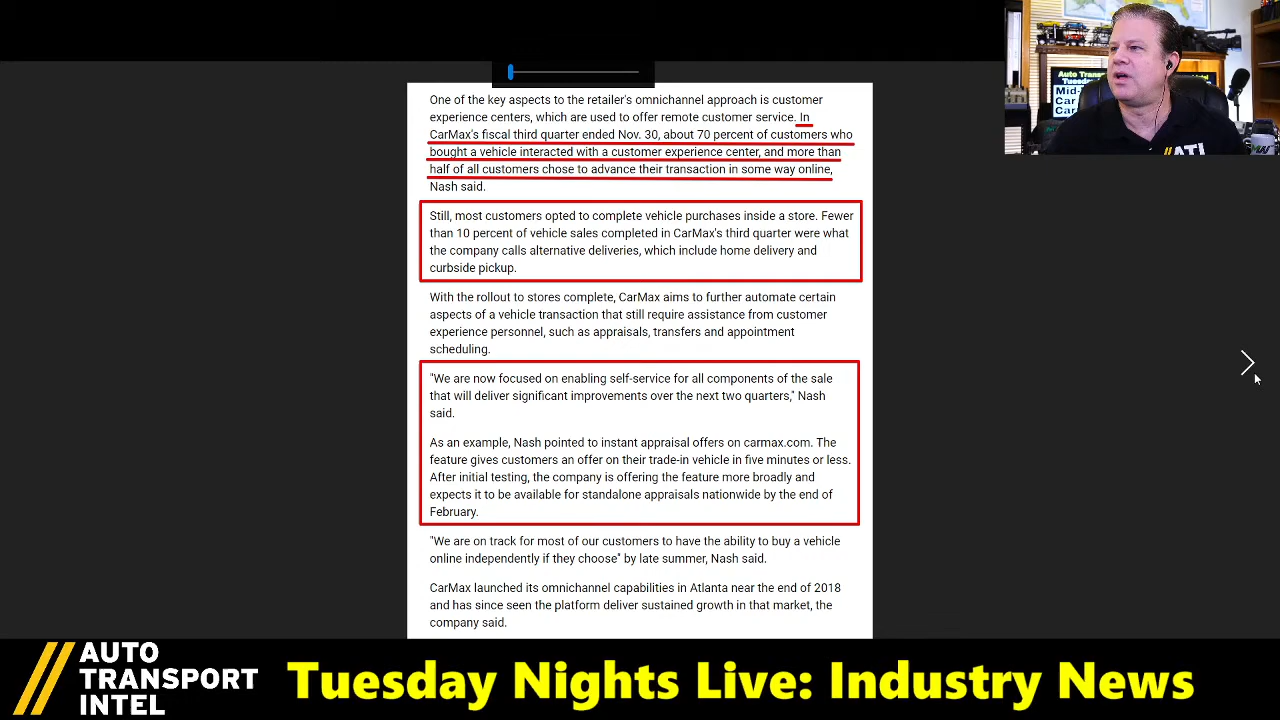 One of the key aspects to the retailer's omnichannel approach is customer
experience centers, which are used to offer remote customer service. In
CarMax's fiscal third quarter ended Nov. 30, about 70 percent of customers who
bought a vehicle interacted with a customer experience center, and more than
half of all customers chose to advance their transaction in some way online,
Nash said.
Still, most customers opted to complete vehicle purchases inside a store. Fewer
than 10 percent of vehicle sales completed in CarMax's third quarter were what
the company calls alternative deliveries, which include home delivery and
curbside pickup.
With the rollout to stores complete, CarMax aims to further automate certain
aspects of a vehicle transaction that still require assistance from customer
experience personnel, such as appraisals, transfers and appointment
scheduling.
"We are now focused on enabling self-service for all components of the sale
that will deliver significant improvements over the next two quarters," Nash
said.
As an example, Nash pointed to instant appraisal offers on carmax.com. The
feature gives customers an offer on their trade-in vehicle in five minutes or less.
After initial testing, the company is offering the feature more broadly and
expects it to be available for standalone appraisals nationwide by the end of
February.
"We are on track for most of our customers to have the ability to buy a vehicle
online independently if they choose" by late summer, Nash said.
CarMax launched its omnichannel capabilities in Atlanta near the end of 2018
and has since seen the platform deliver sustained growth in that market, the
company said.
AUTO
TRANSPORT
INTEL
Tuesday Nights Live: Industry News